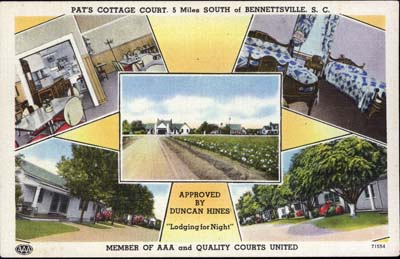 PAT'S COTTAGE COURT. 5 Miles SOUTH of BENNETTSVILLE, S. C.
APPROVED
BY
DUNCAN HINES
"Lodging for Night"
AAA
MEMBER OF AAA and QUALITY COURTS UNITED
71554